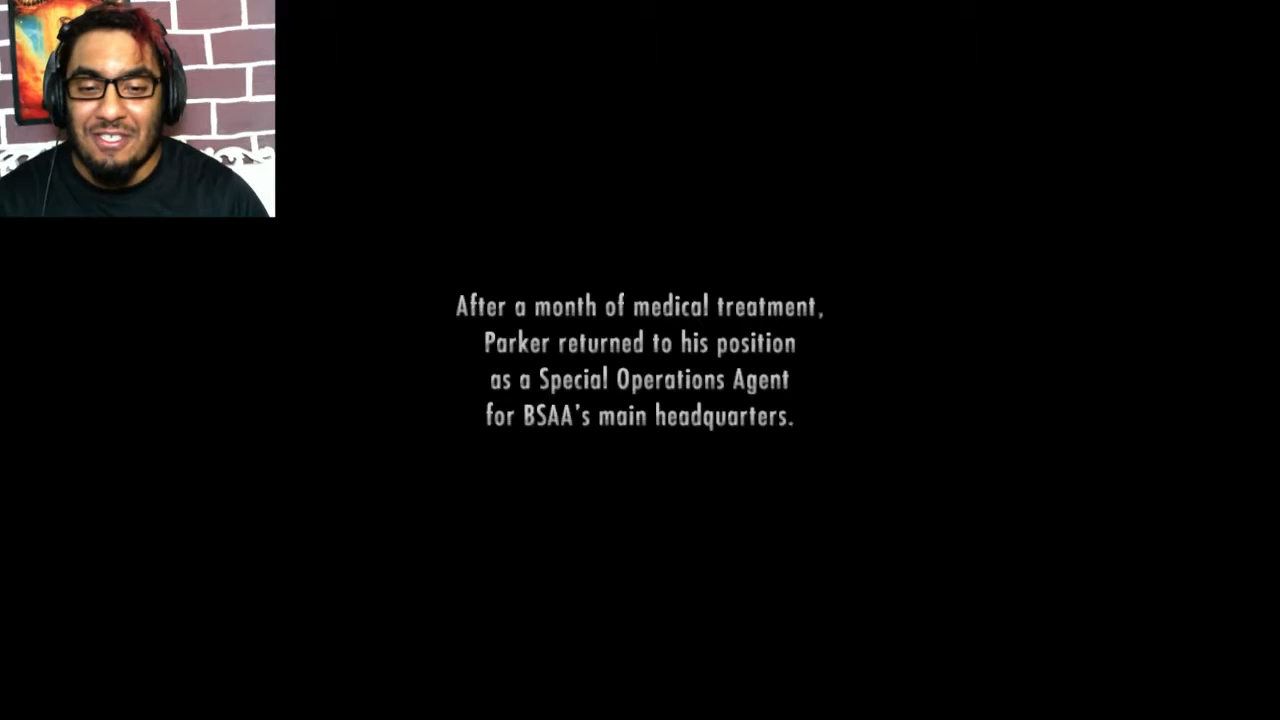 After a month of medical treatment,
Parker returned to his position
as a Special Operations Agent
for BSAA's main headquarters.